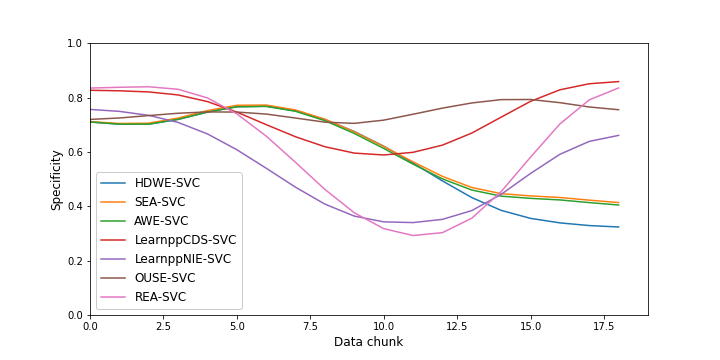 1.0
0.8
0.6
0.4
0.2
0.0
Specificity
HDWE-SVC
SEA-SVC
AWE-SVC
LearnppCDS-SVC
LearnppNIE-SVC
OUSE-SVC
REA-SVC
0.0 2.5 5.0 7.5 10.0 12.5 15.0 17.5
Data chunk